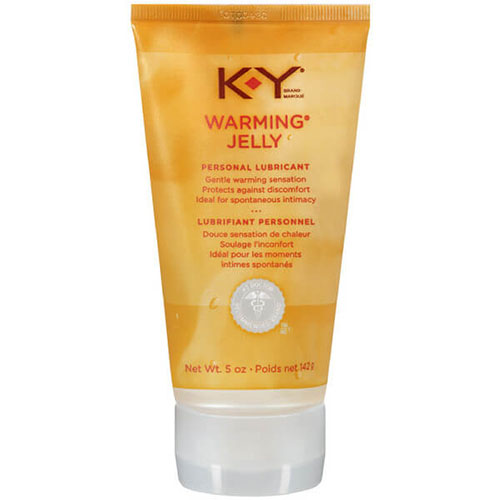 K•Y
BRAND
MARQUE
WARMING®
JELLY
PERSONAL LUBRICANT
Gentle warming sensation
Protects against discomfort
Ideal for spontaneous intimacy
...
LUBRIFIANT PERSONNEL
Douce sensation de chaleur
Soulage l'inconfort
Idéal pour les moments
intimes spontanés
Net Wt. 5 oz • Poids net 142g